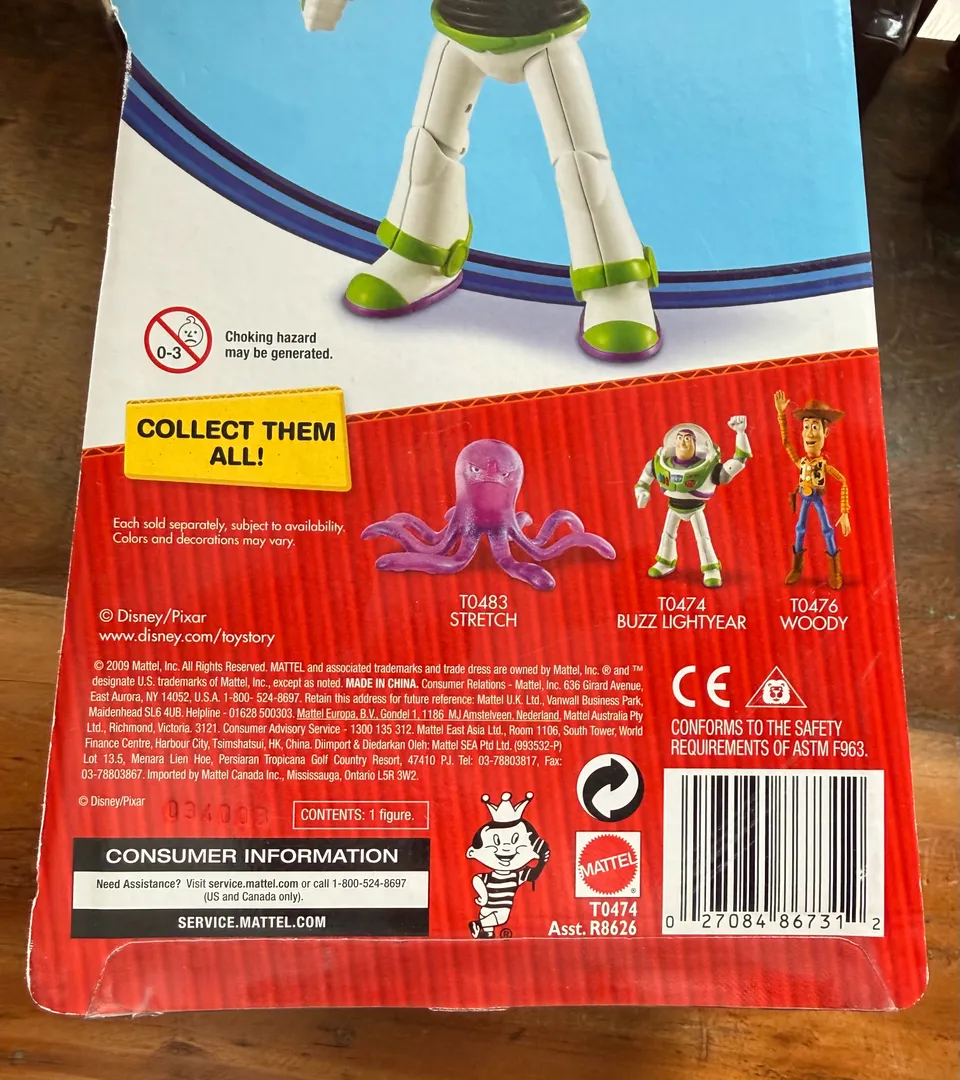 0-3
Choking hazard
may be generated.
COLLECT THEM
ALL!
Each sold separately, subject to availability.
Colors and decorations may vary.
T0483
STRETCH
T0474
BUZZ LIGHTYEAR
T0476
WOODY
© Disney/Pixar
www.disney.com/toystory
© 2009 Mattel, Inc. All Rights Reserved. MATTEL and associated trademarks and trade dress are owned by Mattel, Inc. ® and ™
designate U.S. trademarks of Mattel, Inc., except as noted. MADE IN CHINA. Consumer Relations - Mattel, Inc. 636 Girard Avenue,
East Aurora, NY 14052, U.S.A. 1-800- 524-8697. Retain this address for future reference: Mattel U.K. Ltd., Vanwall Business Park,
Maidenhead SL6 4UB. Helpline - 01628 500303. Mattel Europa, B.V., Gondel 1, 1186 MJ Amstelveen, Nederland. Mattel Australia Pty
Ltd., Richmond, Victoria. 3121. Consumer Advisory Service - 1300 135 312. Mattel East Asia Ltd., Room 1106, South Tower, World
Finance Centre, Harbour City, Tsimshatsui, HK, China. Diimport & Diedarkan Oleh: Mattel SEA Ptd Ltd. (993532-P)
Lot 13.5, Menara Lien Hoe, Persiaran Tropicana Golf Country Resort, 47410 PJ. Tel: 03-78803817, Fax:
03-78803867. Imported by Mattel Canada Inc., Mississauga, Ontario L5R 3W2.
CE
CONFORMS TO THE SAFETY
REQUIREMENTS OF ASTM F963.
© Disney/Pixar
CONTENTS: 1 figure.
CONSUMER INFORMATION
Need Assistance? Visit service.mattel.com or call 1-800-524-8697
(US and Canada only).
SERVICE.MATTEL.COM
®
MATTEL
®
T0474
Asst. R8626
0 27084 86731 2